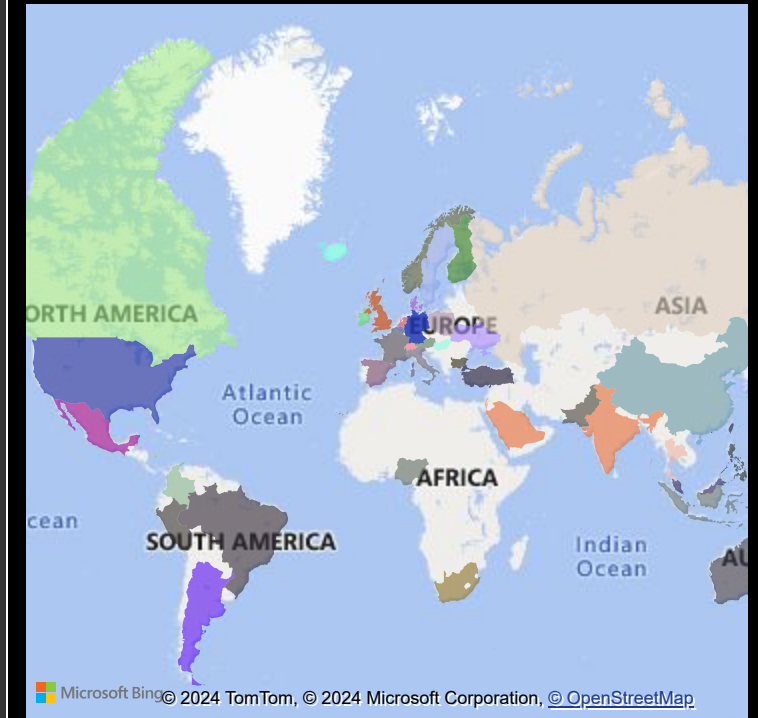 ORTH AMERICA
ASIA
EUROPE
Atlantic
Ocean
AFRICA
cean
SOUTH AMERICA
Indian
Ocean
AU
Microsoft Bing
© 2024 TomTom, © 2024 Microsoft Corporation, © OpenStreetMap